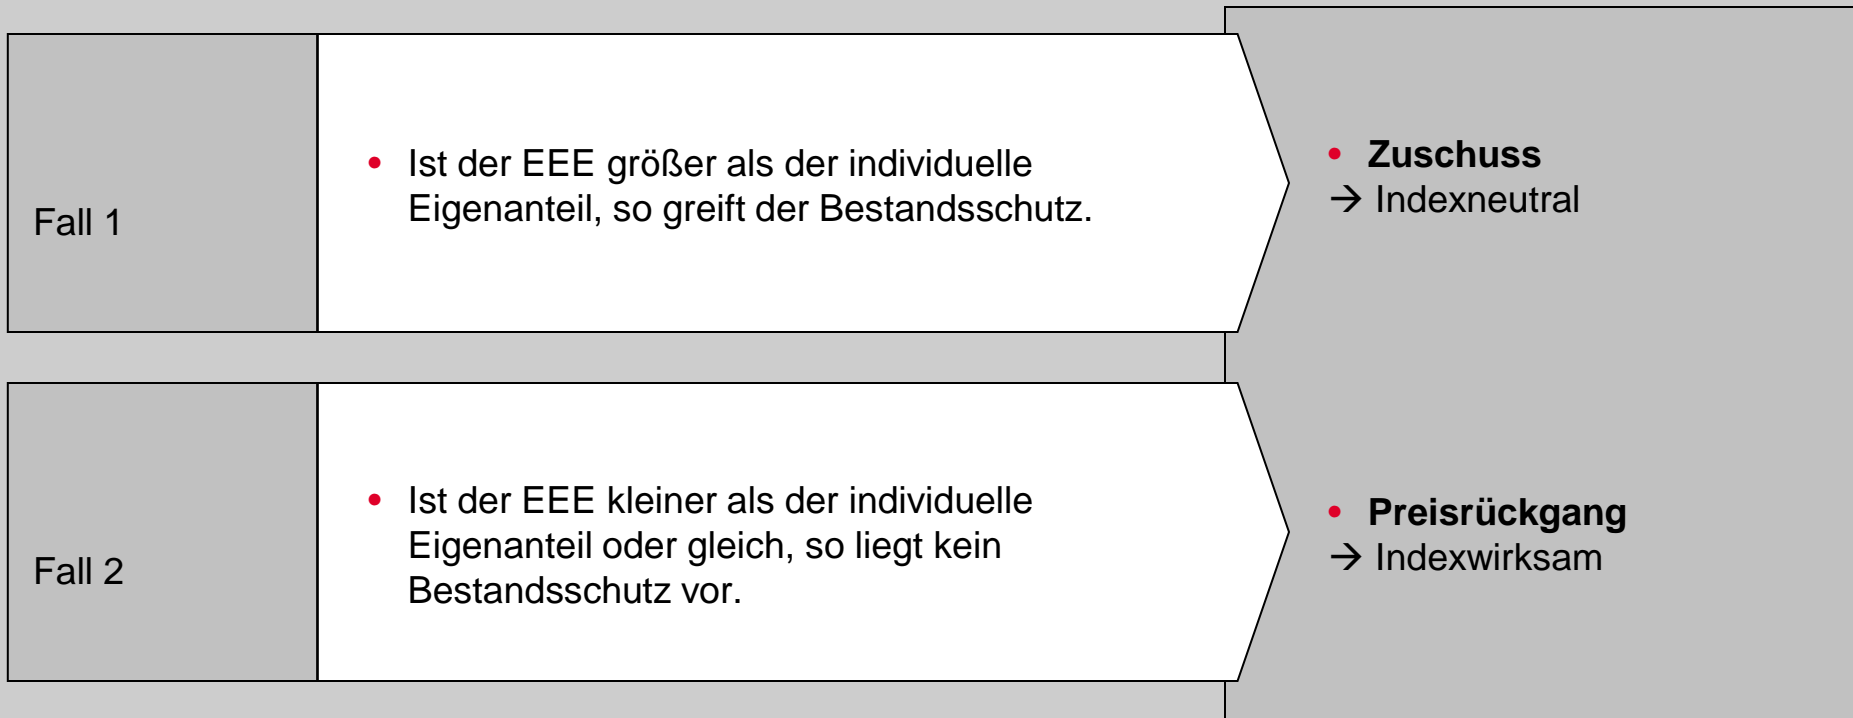 Fall 1
• Ist der EEE größer als der individuelle
Eigenanteil, so greift der Bestandsschutz.
• Zuschuss
→ Indexneutral
Fall 2
• Ist der EEE kleiner als der individuelle
Eigenanteil oder gleich, so liegt kein
Bestandsschutz vor.
• Preisrückgang
→ Indexwirksam